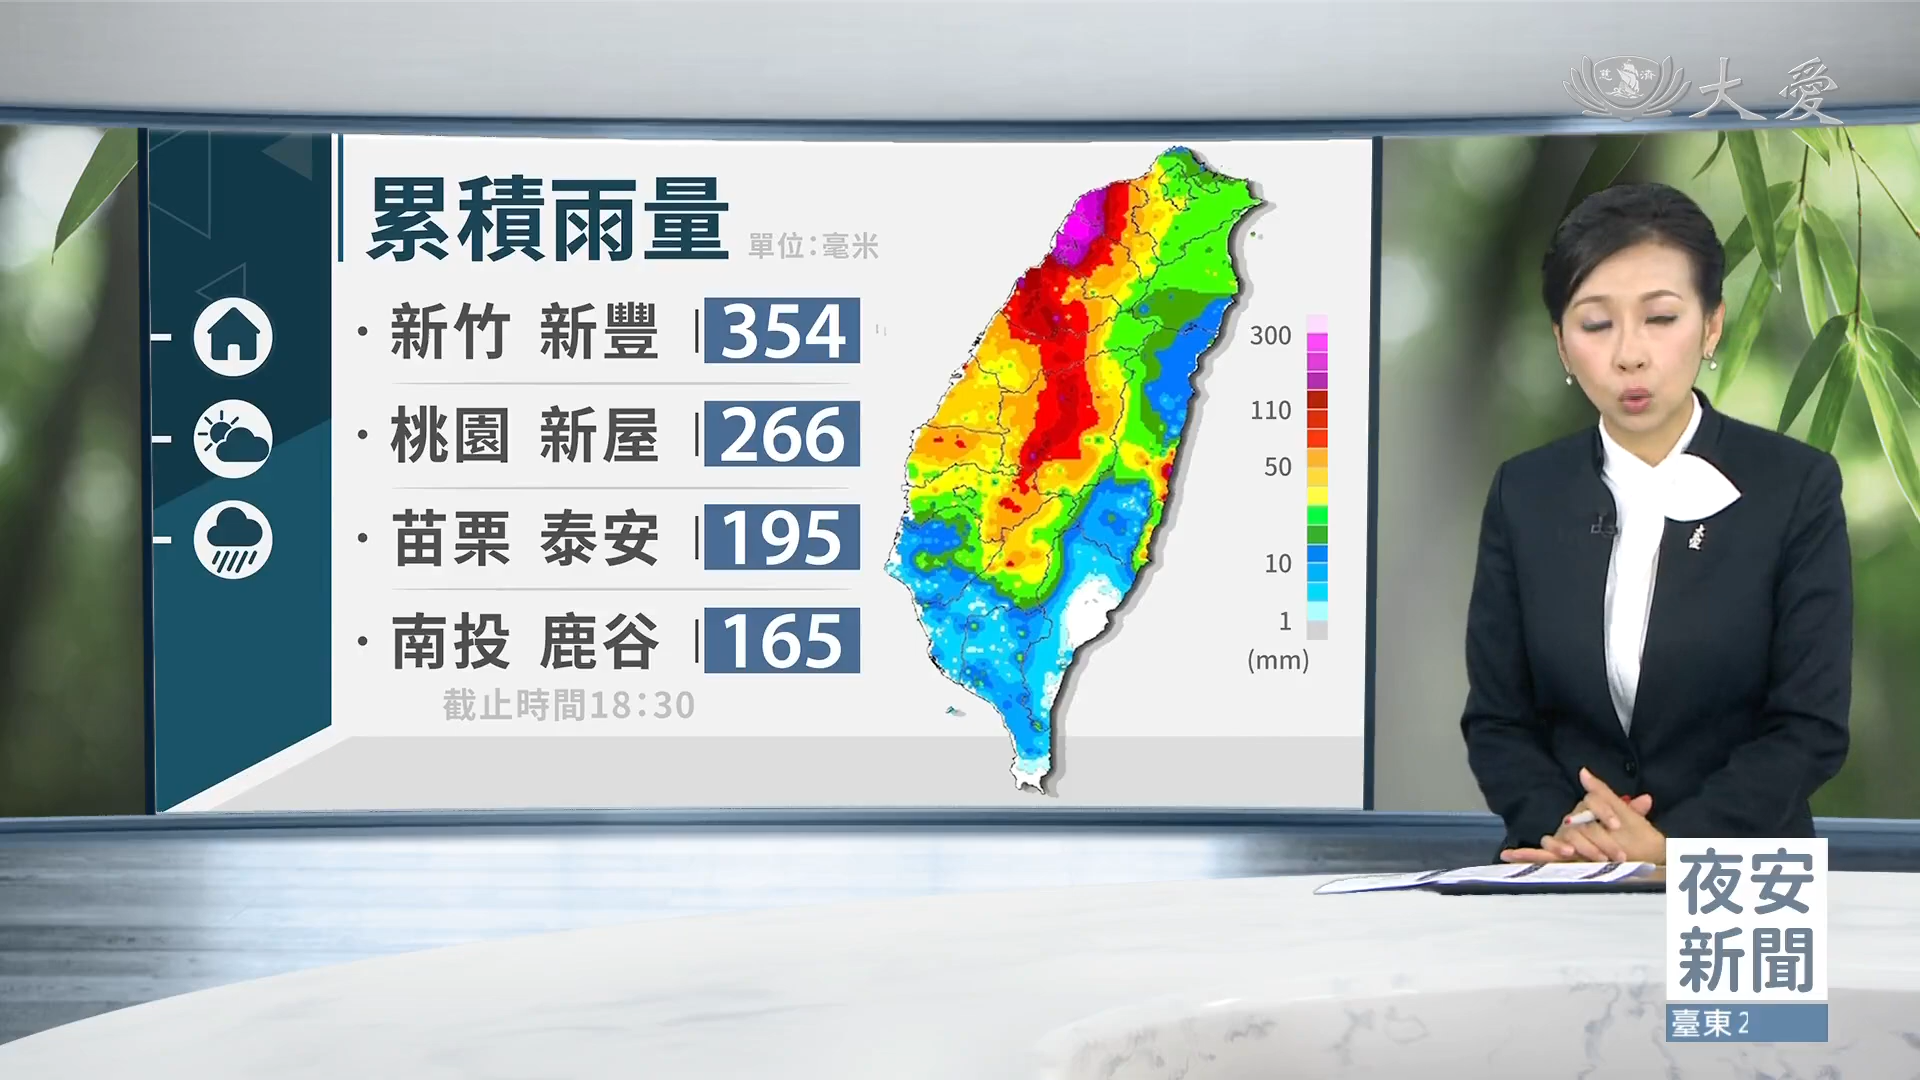 慈濟 大愛
累積雨量 單位:毫米
·新竹 新豐 354
·桃園 新屋 266
·苗栗 泰安 195
·南投 鹿谷 165
截止時間18:30
300
110
50
10
1
(mm)
夜安
新聞
臺東 2